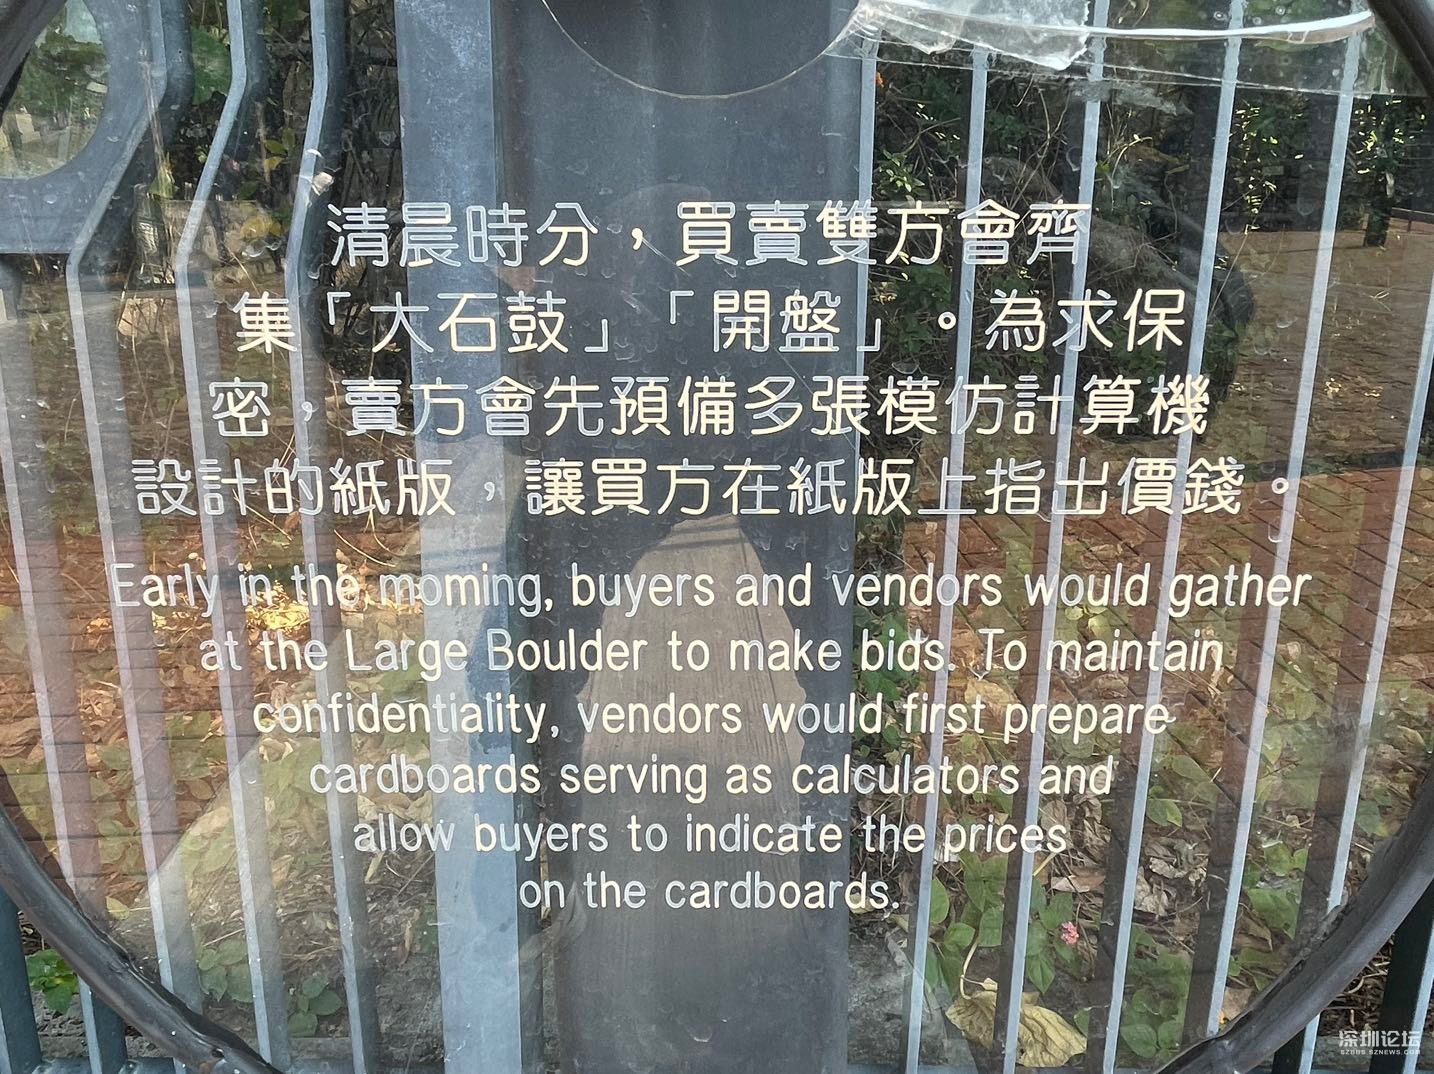 清晨時分，買賣雙方會齊
集「大石鼓」「開盤」。為求保
密，賣方會先預備多張模仿計算機
設計的紙版，讓買方在紙版上指出價錢。
Early in the morning, buyers and vendors would gather
at the Large Boulder to make bids. To maintain
confidentiality, vendors would first prepare
cardboards serving as calculators and
allow buyers to indicate the prices
on the cardboards.
深圳论坛
SZBBS.SZNEWS.COM